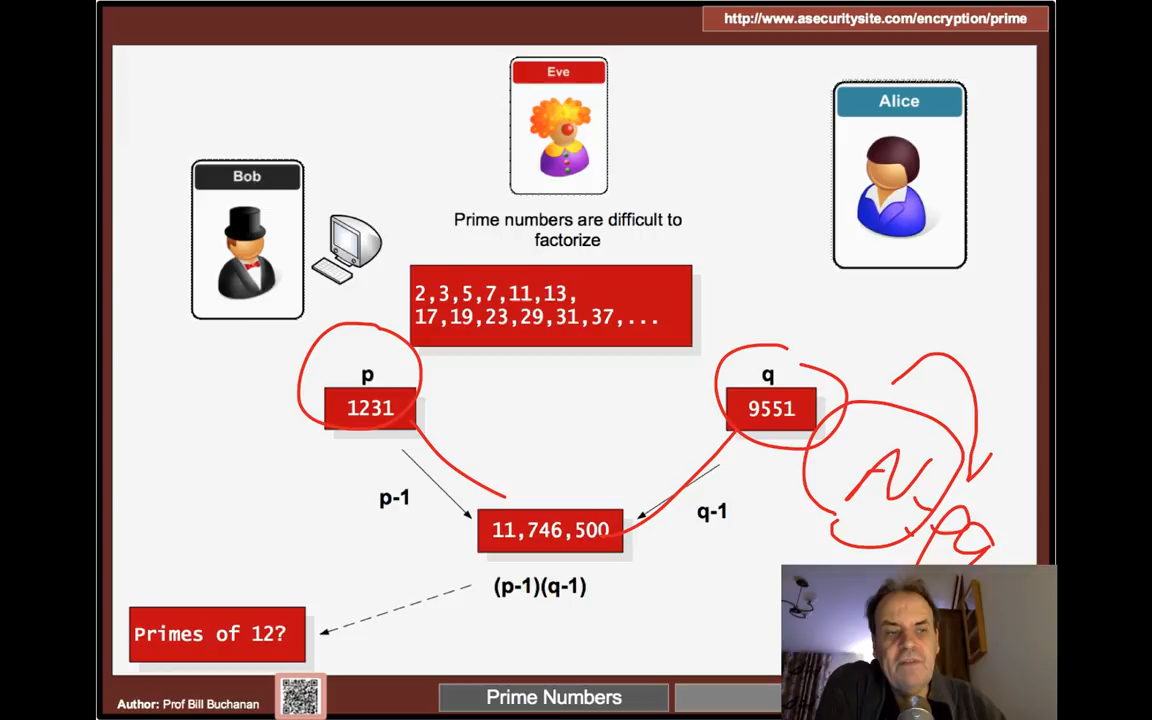 http://www.asecuritysite.com/encryption/prime
Eve
Alice
Bob
Prime numbers are difficult to
factorize
2,3,5,7,11,13,
17,19,23,29,31,37,...
p
q
1231
9551
N
pq
p-1
q-1
11,746,500
(p-1)(q-1)
Primes of 12?
Author: Prof Bill Buchanan
Prime Numbers